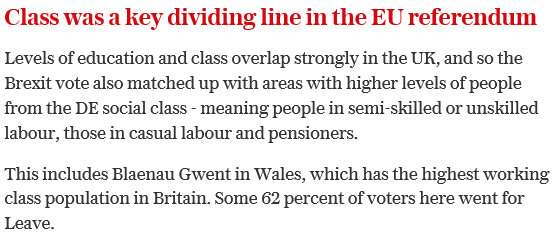 Class was a key dividing line in the EU referendum
Levels of education and class overlap strongly in the UK, and so the
Brexit vote also matched up with areas with higher levels of people
from the DE social class - meaning people in semi-skilled or unskilled
labour, those in casual labour and pensioners.
This includes Blaenau Gwent in Wales, which has the highest working
class population in Britain. Some 62 percent of voters here went for
Leave.